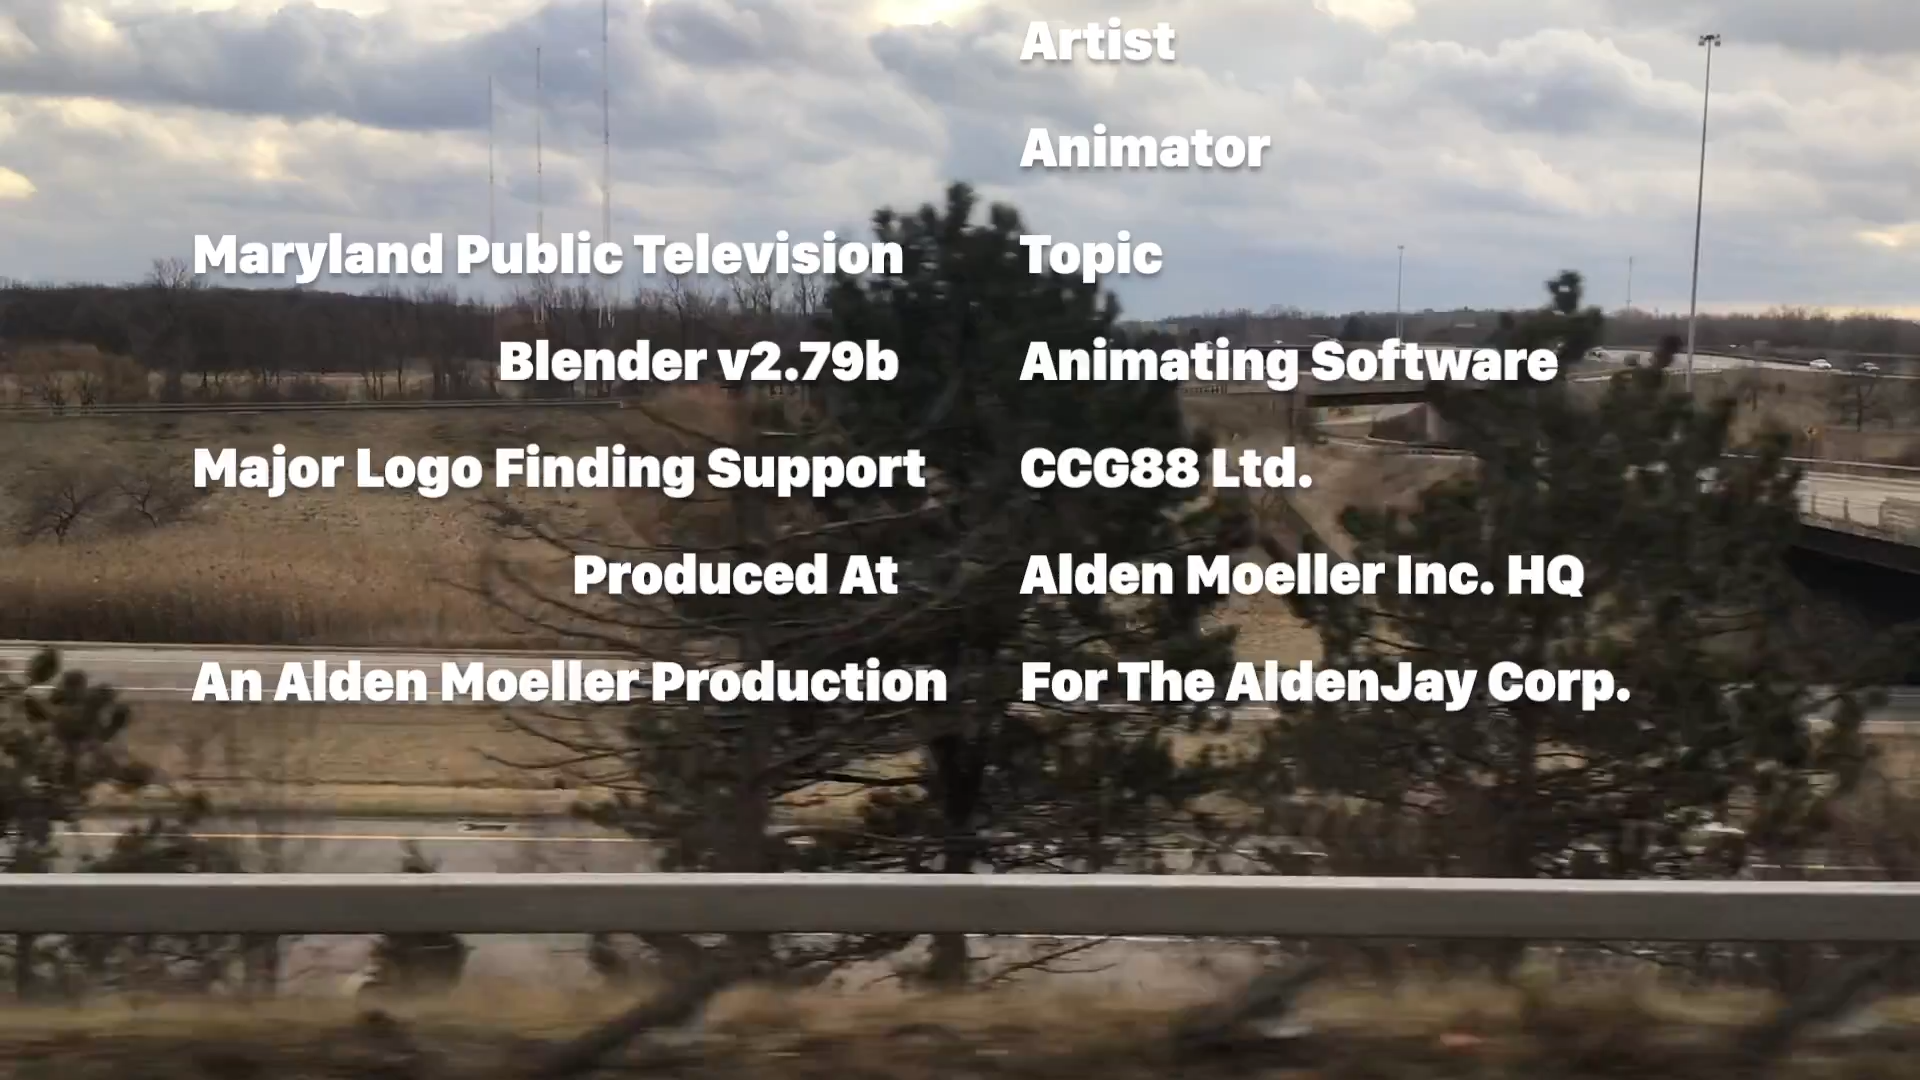 Artist
Animator
Maryland Public Television Topic
Blender v2.79b Animating Software
Major Logo Finding Support CCG88 Ltd.
Produced At Alden Moeller Inc. HQ
An Alden Moeller Production For The AldenJay Corp.